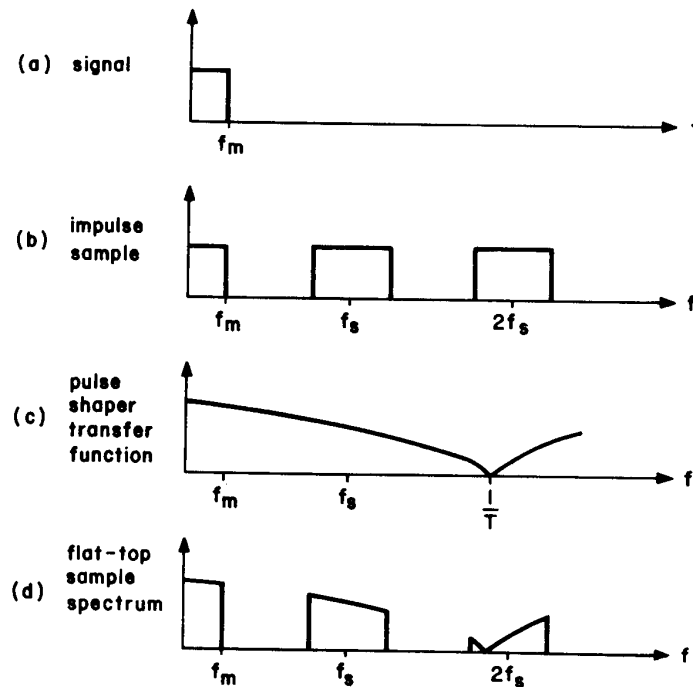 (a) signal
f
fm
(b) impulse
sample
fm fs 2fs f
(c) pulse
shaper
transfer
function
fm fs 1/T f
(d) flat-top
sample
spectrum
fm fs 2fs f